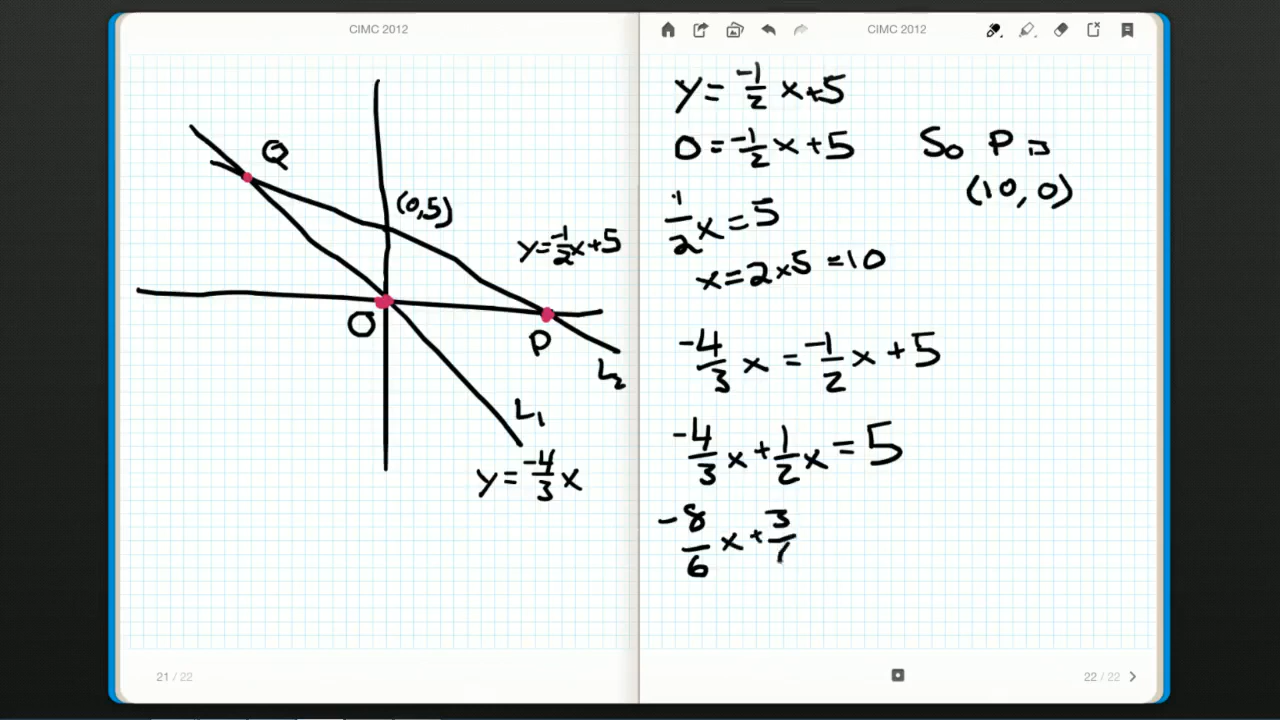 CIMC 2012
Q
(0,5)
y=-1/2x+5
O
P
L2
L1
y=-4/3x
21 / 22
CIMC 2012
y=-1/2x+5
0=-1/2x+5
So P is
(10,0)
1/2x=5
x=2x5=10
-4/3x=-1/2x+5
-4/3x+1/2x=5
-8/6x+3/
22 / 22